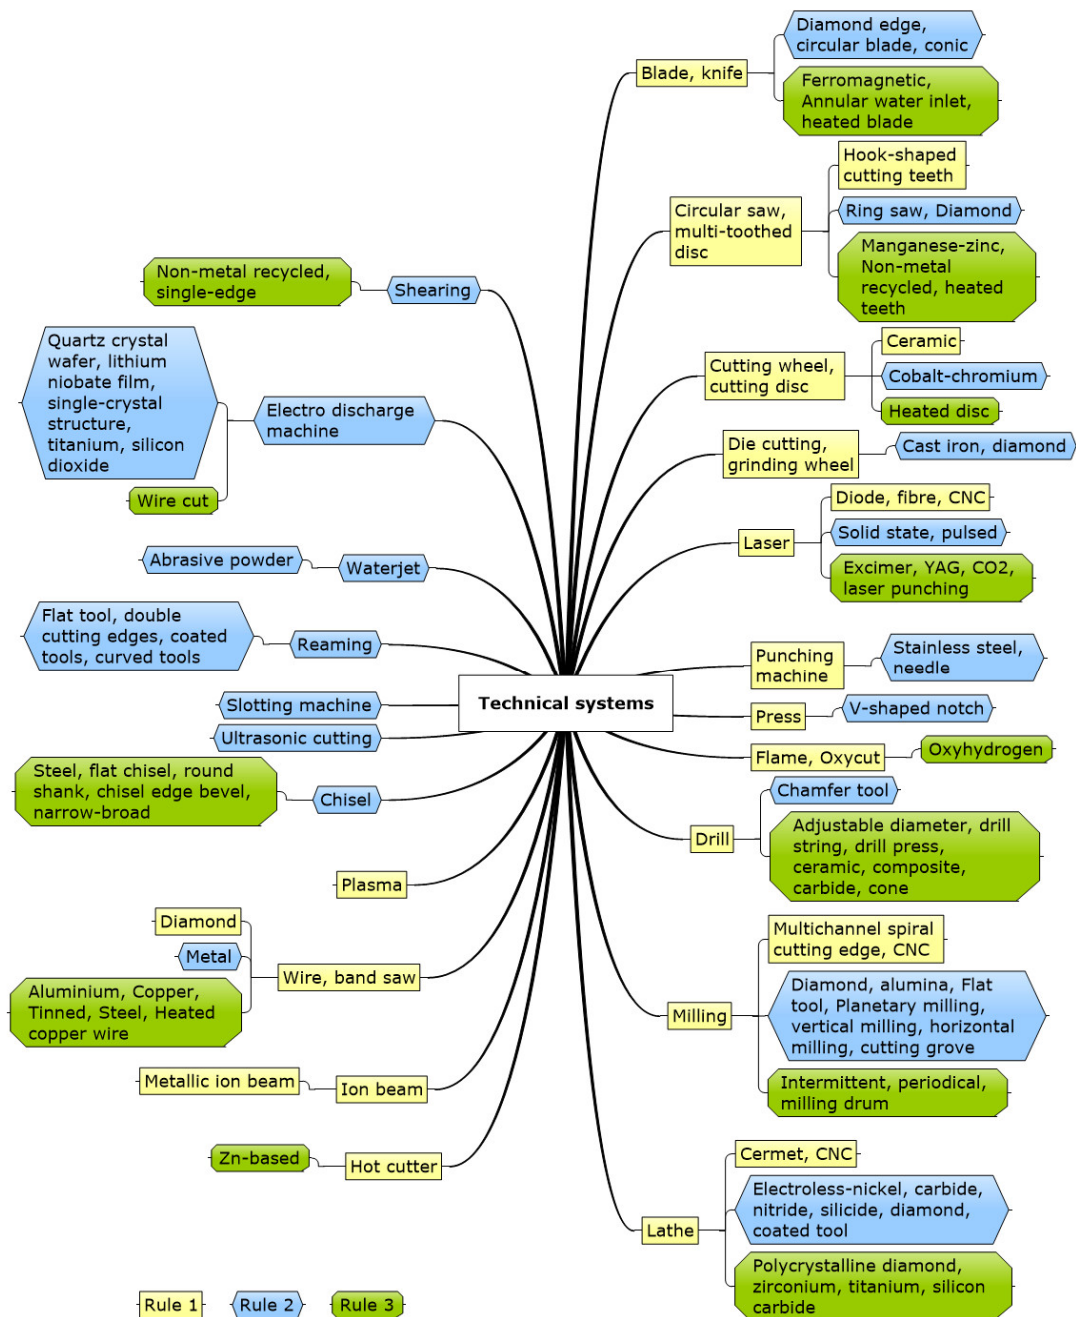 Diamond edge,
circular blade, conic
Blade, knife
Ferromagnetic,
Annular water inlet,
heated blade
Hook-shaped
cutting teeth
Circular saw,
multi-toothed
disc
Ring saw, Diamond
Manganese-zinc,
Non-metal
recycled, heated
teeth
Non-metal recycled,
single-edge
Shearing
Quartz crystal
wafer, lithium
niobate film,
single-crystal
structure,
titanium, silicon
dioxide
Electro discharge
machine
Wire cut
Ceramic
Cutting wheel,
cutting disc
Cobalt-chromium
Heated disc
Die cutting,
grinding wheel
Cast iron, diamond
Diode, fibre, CNC
Laser
Solid state, pulsed
Excimer, YAG, CO2,
laser punching
Abrasive powder
Waterjet
Flat tool, double
cutting edges, coated
tools, curved tools
Reaming
Punching
machine
Stainless steel,
needle
Slotting machine
Technical systems
Press
V-shaped notch
Ultrasonic cutting
Flame, Oxycut
Oxyhydrogen
Steel, flat chisel, round
shank, chisel edge bevel,
narrow-broad
Chisel
Chamfer tool
Drill
Adjustable diameter, drill
string, drill press,
ceramic, composite,
carbide, cone
Plasma
Diamond
Metal
Wire, band saw
Aluminium, Copper,
Tinned, Steel, Heated
copper wire
Multichannel spiral
cutting edge, CNC
Milling
Diamond, alumina, Flat
tool, Planetary milling,
vertical milling, horizontal
milling, cutting grove
Intermittent, periodical,
milling drum
Metallic ion beam
Ion beam
Zn-based
Hot cutter
Cermet, CNC
Lathe
Electroless-nickel, carbide,
nitride, silicide, diamond,
coated tool
Polycrystalline diamond,
zirconium, titanium, silicon
carbide
Rule 1
Rule 2
Rule 3